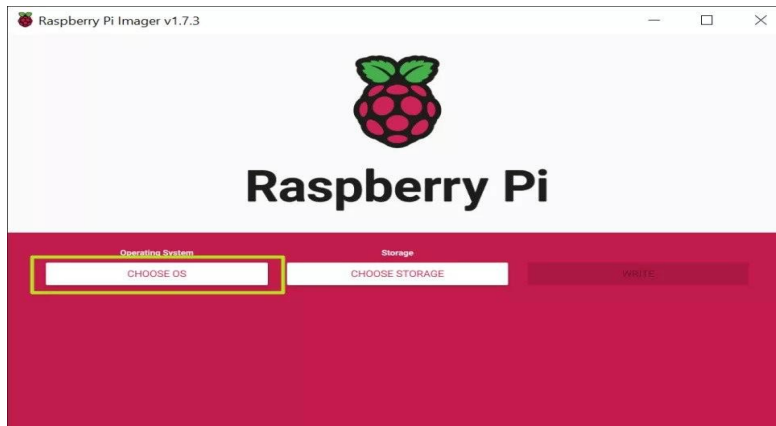 Raspberry Pi Imager v1.7.3
Raspberry Pi
Operating System
Storage
CHOOSE OS
CHOOSE STORAGE
WRITE